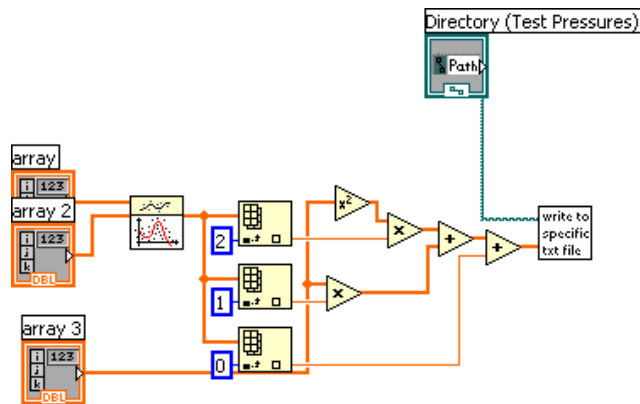 Directory (Test Pressures)
Path
array
123
array 2
i
j
k
123
DBL
array 3
i
j
k
123
DBL
2
1
0
x²
x
x
+
+
write to
specific
txt file